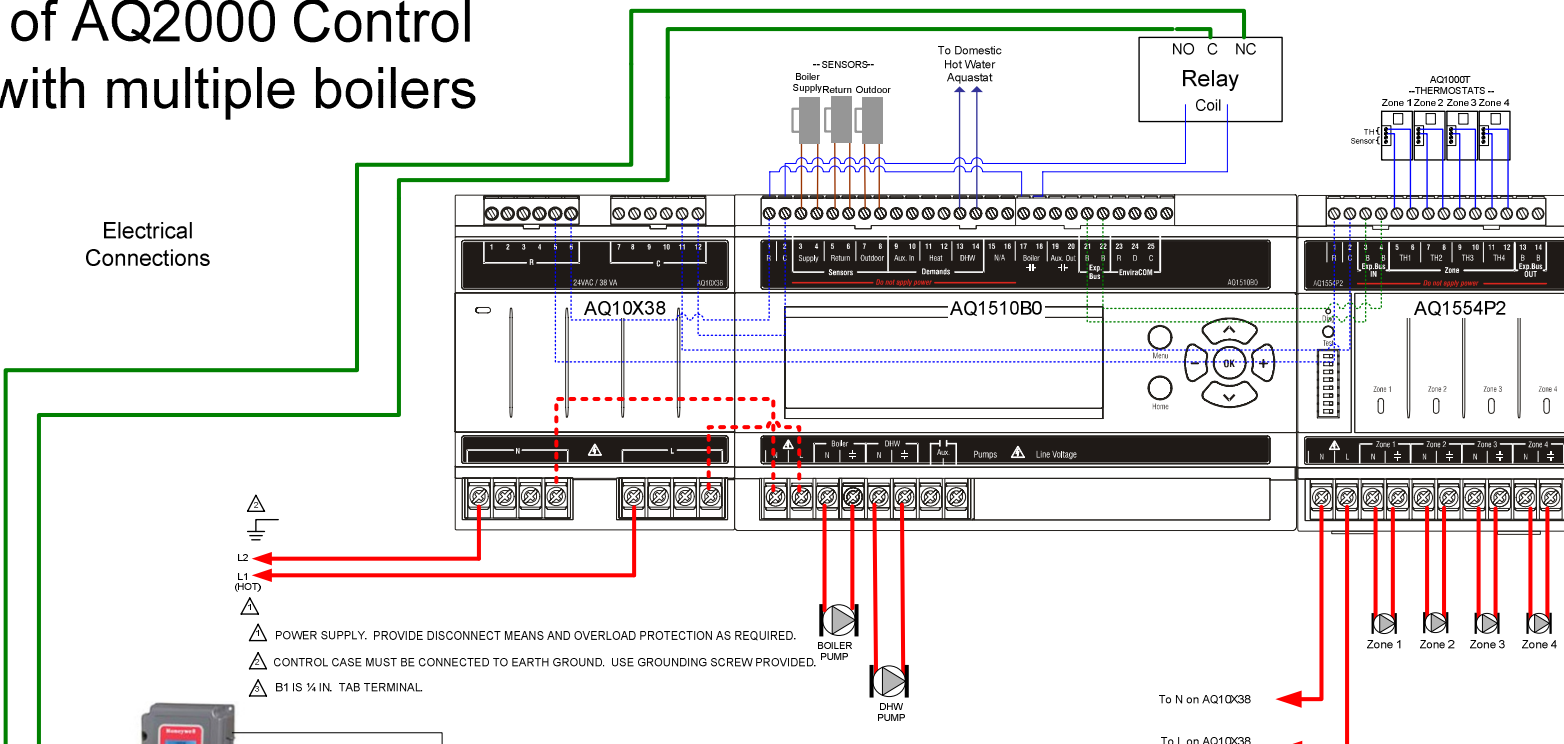 of AQ2000 Control
with multiple boilers
Electrical
Connections
NO C NC
Relay
Coil
--SENSORS--
Boiler
Supply Return Outdoor
To Domestic
Hot Water
Aquastat
AQ1000T
--THERMOSTATS --
Zone 1 Zone 2 Zone 3 Zone 4
TH
Sensor
1 2 3 4 5 6
R
7 8 9 10 11 12
C
24VAC / 38 VA
AQ10X38
1 2 3 4 5 6 7 8 9 10 11 12 13 14 15 16 17 18 19 20 21 22 23 24 25
R C Supply Return Outdoor Aux. In Heat DHW N/A Boiler Aux. Out B B R D C
Sensors
Demands
Exp.
Bus
EnviraCOM
Do not apply power
AQ1510B0
1 2 3 4 5 6 7 8 9 10 11 12 13 14
R C B B TH1 TH2 TH3 TH4 B B
Exp.Bus
IN
Zone
Exp.Bus
OUT
AQ1554P2
Do not apply power
AQ10X38
AQ1510B0
AQ1554P2
Menu
Home
OK
Test
Zone 1
Zone 2
Zone 3
Zone 4
N
L
N L
Boiler
N
DHW
N
Aux.
Pumps
Line Voltage
N L
Zone 1
N
Zone 2
N
Zone 3
N
Zone 4
N
2
L2
L1
(HOT)
1
1 POWER SUPPLY. PROVIDE DISCONNECT MEANS AND OVERLOAD PROTECTION AS REQUIRED.
2 CONTROL CASE MUST BE CONNECTED TO EARTH GROUND. USE GROUNDING SCREW PROVIDED.
3 B1 IS ¼ IN. TAB TERMINAL.
BOILER
PUMP
DHW
PUMP
Zone 1
Zone 2
Zone 3
Zone 4
To N on AQ10X38
To L on AQ10X38
Honeywell